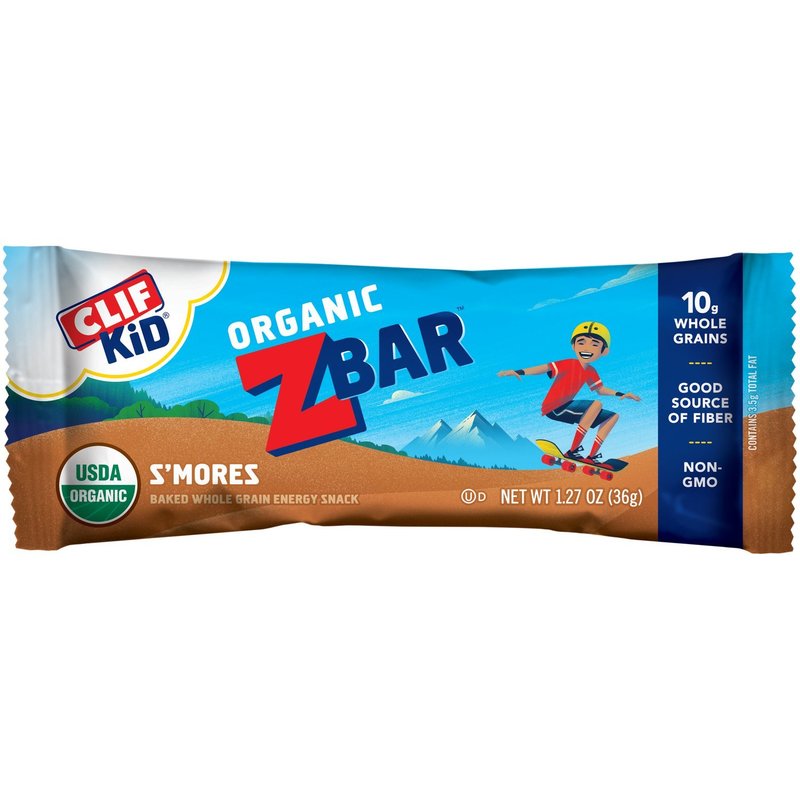 CLIF
KiD®
ORGANIC
ZBAR™
USDA
ORGANIC
S'MORES
BAKED WHOLE GRAIN ENERGY SNACK
Ⓤ D NET WT 1.27 OZ (36g)
10g
WHOLE
GRAINS
GOOD
SOURCE
OF FIBER
NON-
GMO
CONTAINS 3.5g TOTAL FAT